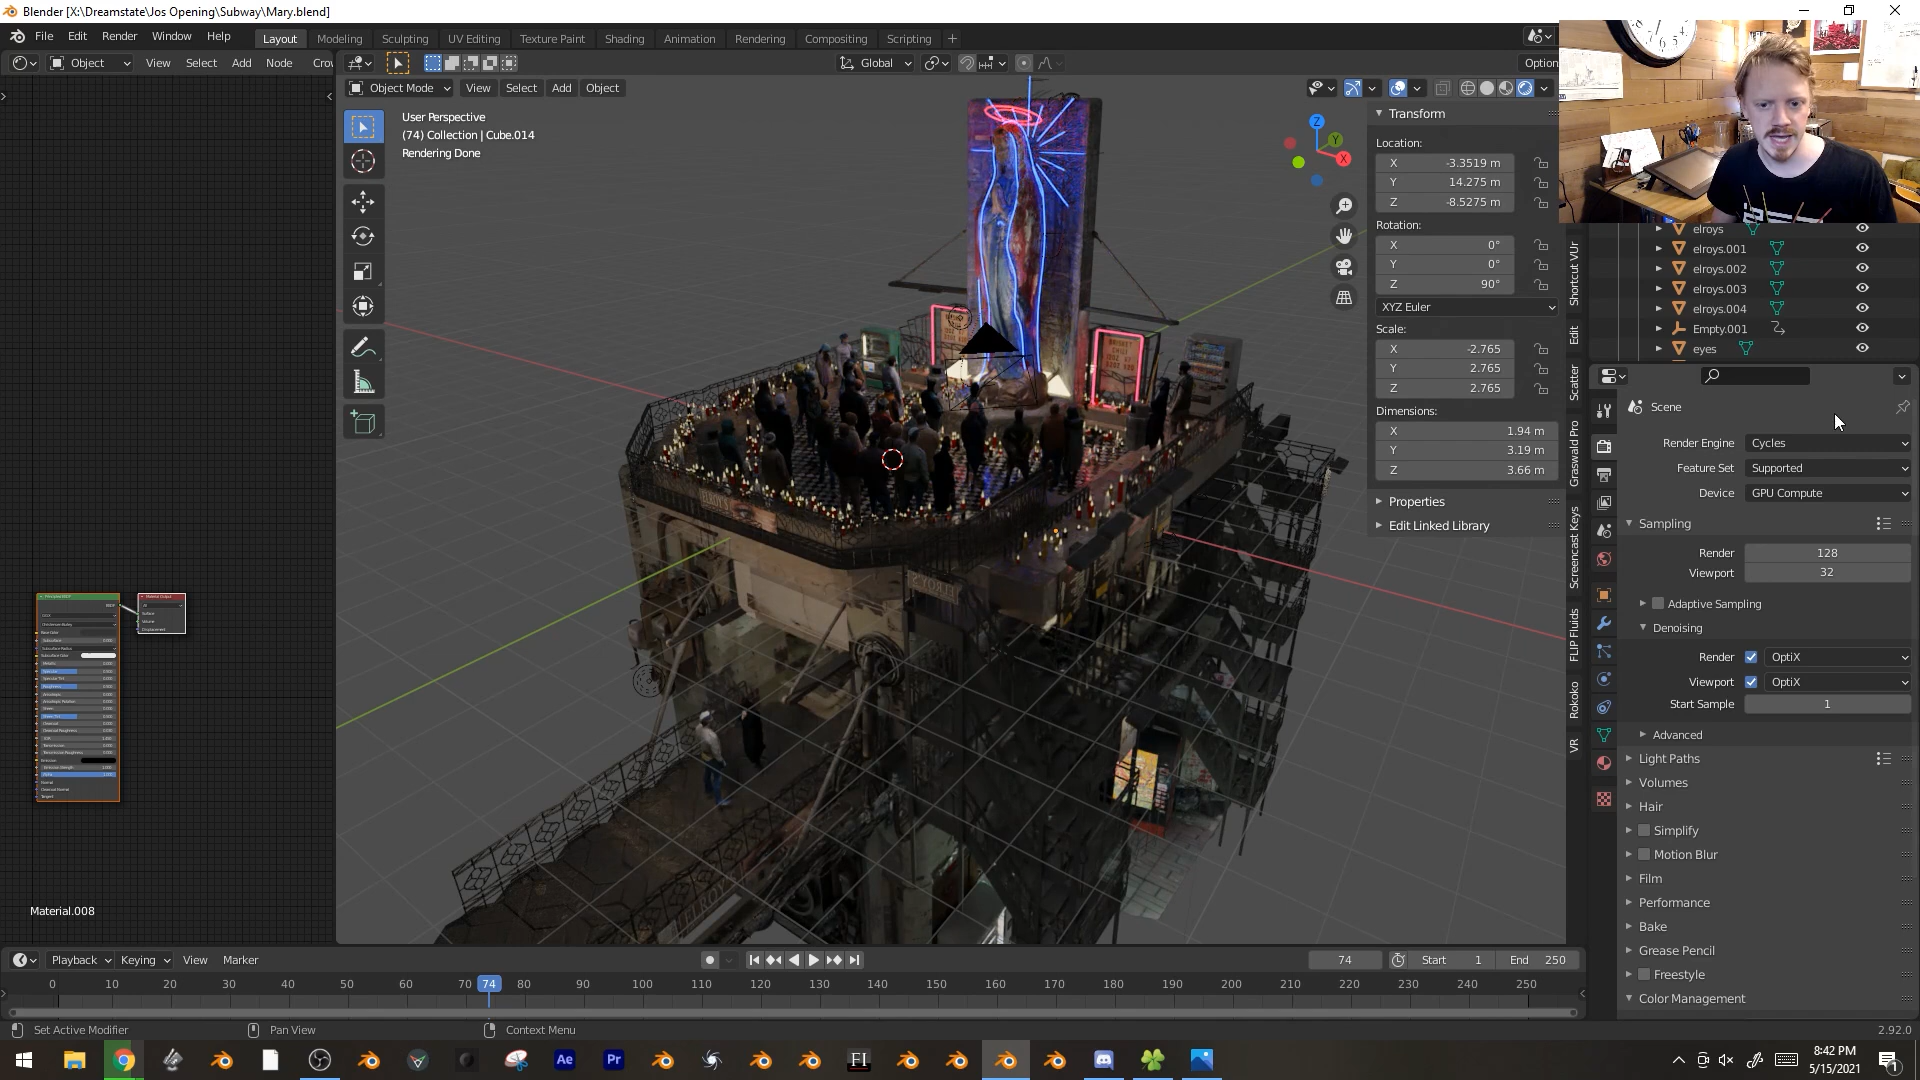 Blender [X:\Dreamstate\Jos Opening\Subway\Mary.blend]
File Edit Render Window Help
Layout Modeling Sculpting UV Editing Texture Paint Shading Animation Rendering Compositing Scripting +
Object View Select Add Node
Global
Option
Object Mode View Select Add Object
User Perspective
(74) Collection | Cube.014
Rendering Done
Z
Y
X
Transform
Location:
X -3.3519 m
Y 14.275 m
Z -8.5275 m
Rotation:
X 0°
Y 0°
Z 90°
XYZ Euler
Scale:
X -2.765
Y 2.765
Z 2.765
Dimensions:
X 1.94 m
Y 3.19 m
Z 3.66 m
Properties
Edit Linked Library
Shortcut VUr
Edit
Scatter
Graswald Pro
Screencast Keys
FLIP Fluids
Rokoko
VR
elroys
elroys.001
elroys.002
elroys.003
elroys.004
Empty.001
eyes
Scene
Render Engine Cycles
Feature Set Supported
Device GPU Compute
Sampling
Render 128
Viewport 32
Adaptive Sampling
Denoising
Render OptiX
Viewport OptiX
Start Sample 1
Advanced
Light Paths
Volumes
Hair
Simplify
Motion Blur
Film
Performance
Bake
Grease Pencil
Freestyle
Color Management
Material.008
Playback Keying View Marker
74 Start 1 End 250
0 10 20 30 40 50 60 70 74 80 90 100 110 120 130 140 150 160 170 180 190 200 210 220 230 240 250
Set Active Modifier Pan View Context Menu
2.92.0
Ae Pr FI
8:42 PM
5/15/2021
1